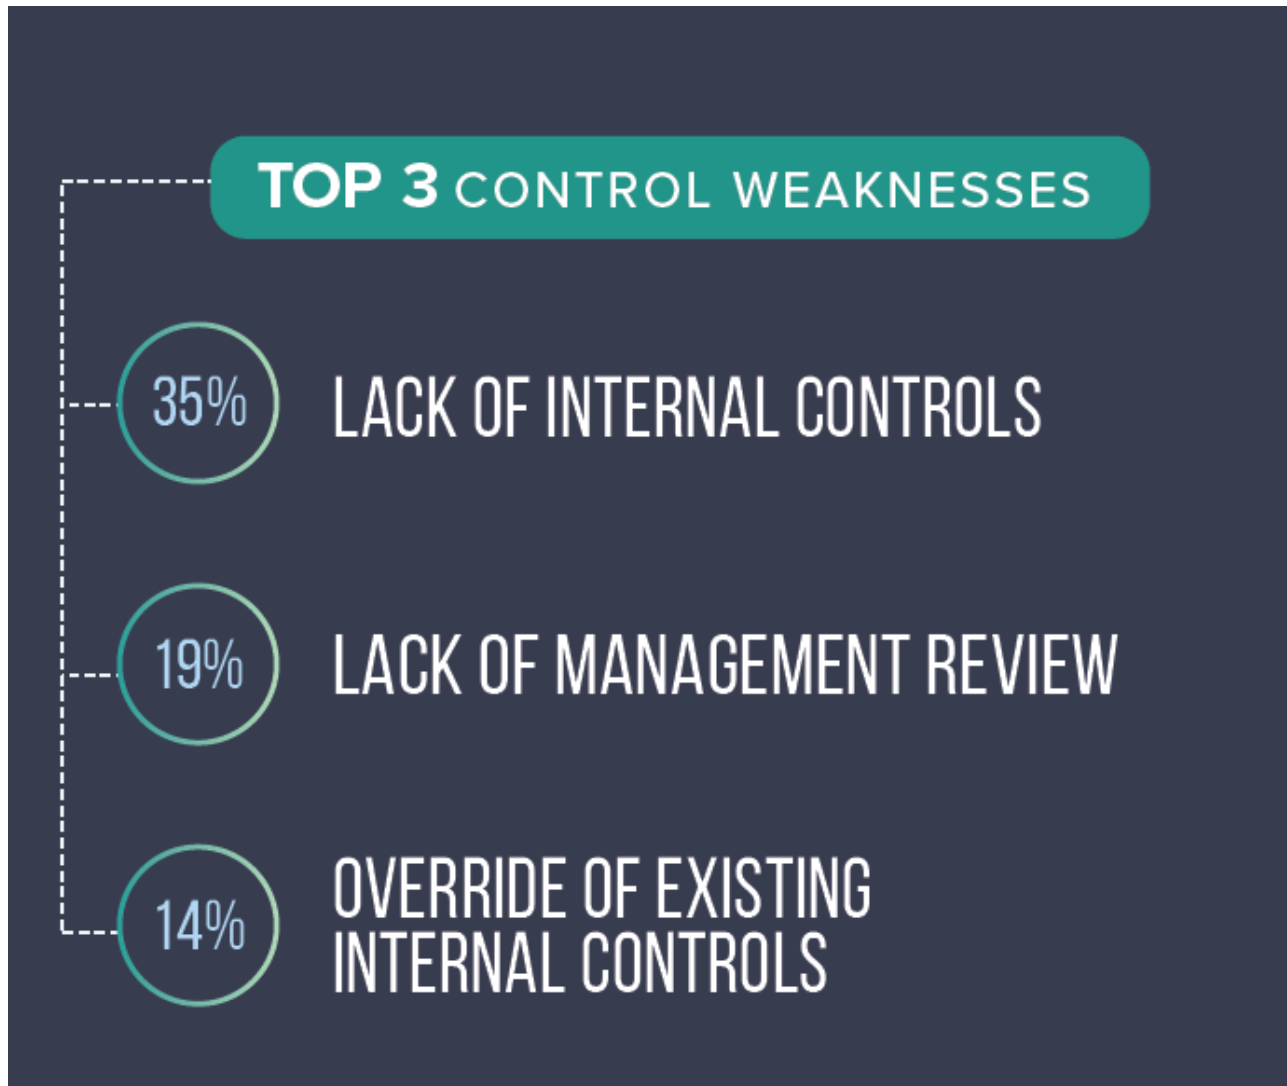 TOP 3 CONTROL WEAKNESSES
35%
LACK OF INTERNAL CONTROLS
19%
LACK OF MANAGEMENT REVIEW
14%
OVERRIDE OF EXISTING
INTERNAL CONTROLS